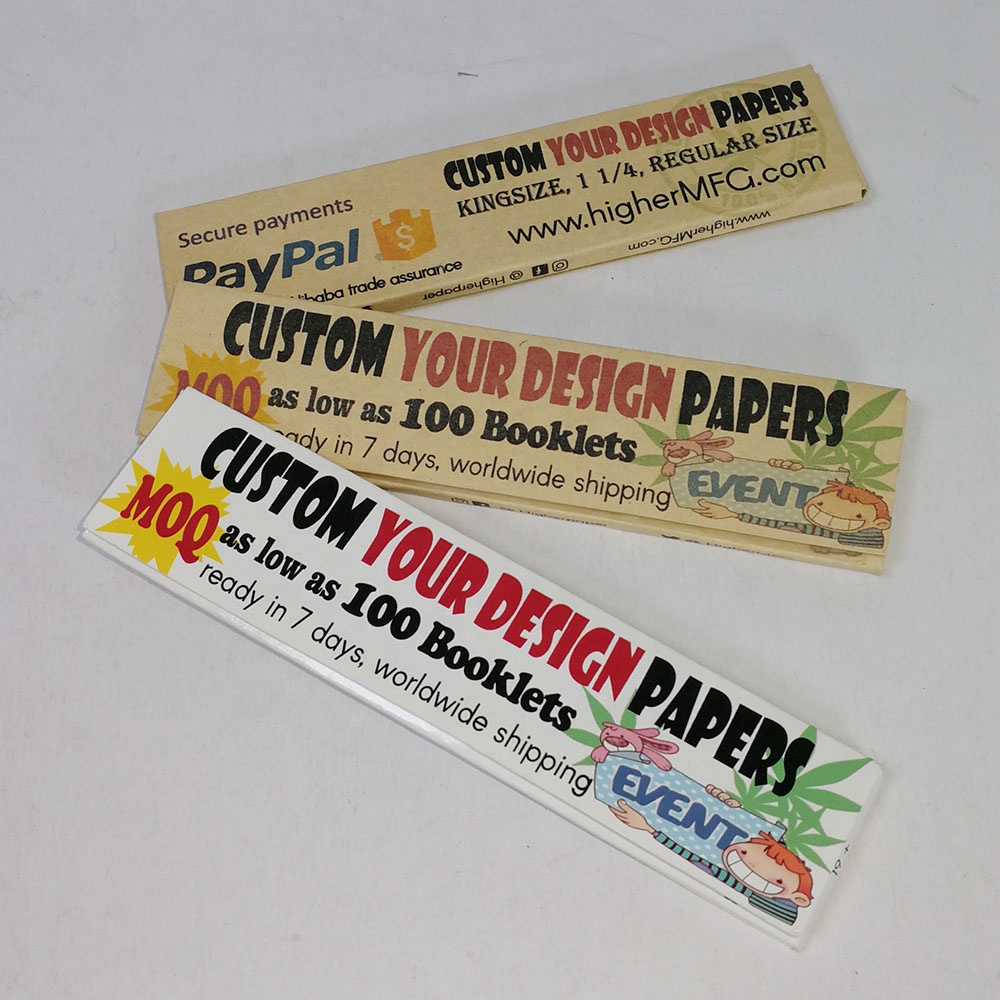 CUSTOM YOUR DESIGN PAPERS
KINGSIZE, 1 1/4, REGULAR SIZE
www.higherMFG.com
Secure payments
PayPal $
trade assurance
@ Higherpaper
www.higherMFG.com
CUSTOM YOUR DESIGN PAPERS
MOQ as low as 100 Booklets
in 7 days, worldwide shipping
EVENT
CUSTOM YOUR DESIGN PAPERS
MOQ as low as 100 Booklets
ready in 7 days, worldwide shipping
EVENT